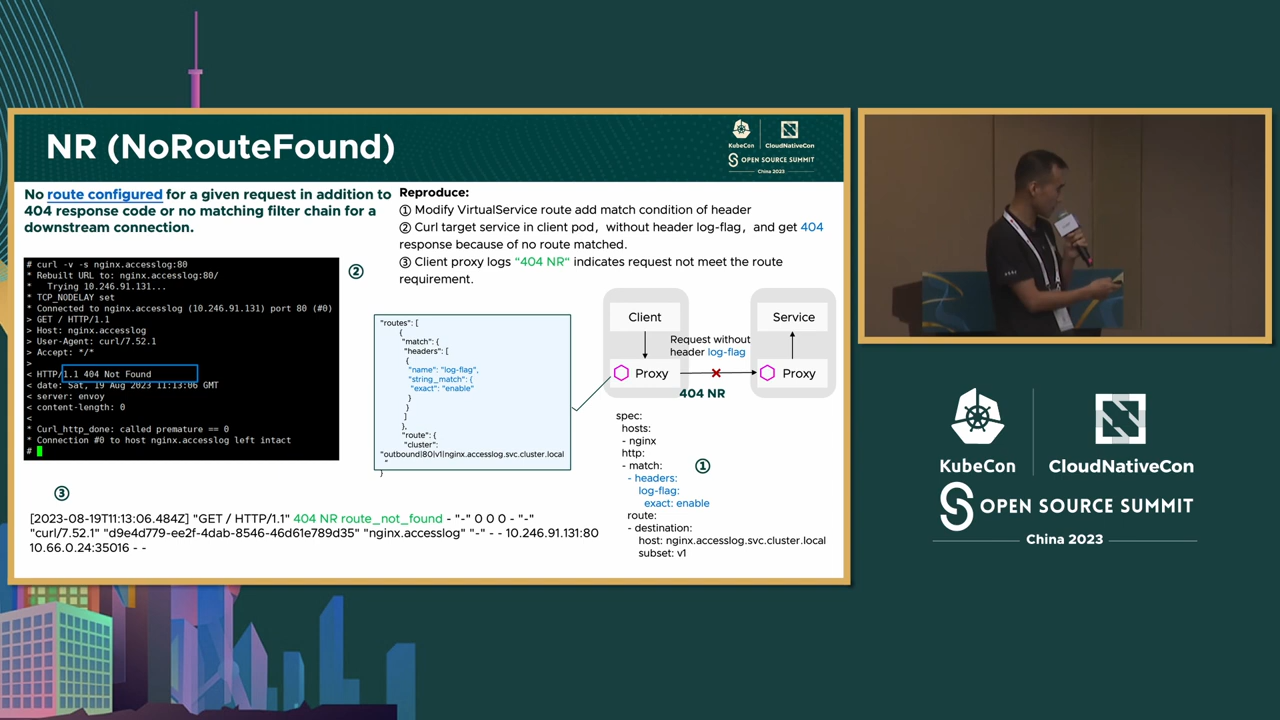 NR (NoRouteFound)
KubeCon
CloudNativeCon
OPEN SOURCE SUMMIT
China 2023
No route configured for a given request in addition to
404 response code or no matching filter chain for a
downstream connection.
Reproduce:
① Modify VirtualService route add match condition of header
② Curl target service in client pod, without header log-flag, and get 404
response because of no route matched.
③ Client proxy logs "404 NR" indicates request not meet the route
requirement.
# curl -v -s nginx.accesslog:80
* Rebuilt URL to: nginx.accesslog:80/
*   Trying 10.246.91.131...
* TCP_NODELAY set
* Connected to nginx.accesslog (10.246.91.131) port 80 (#0)
> GET / HTTP/1.1
> Host: nginx.accesslog
> User-Agent: curl/7.52.1
> Accept: */*
>
< HTTP/1.1 404 Not Found
< date: Sat, 19 Aug 2023 11:13:06 GMT
< server: envoy
< content-length: 0
<
* Curl_http_done: called premature == 0
* Connection #0 to host nginx.accesslog left intact
#
②
"routes": [
{
"match": {
"headers": [
{
"name": "log-flag",
"string_match": {
"exact": "enable"
}
}
]
},
"route": {
"cluster":
"outbound|80|v1|nginx.accesslog.svc.cluster.local
"
}
Client
Service
Request without
header log-flag
Proxy
Proxy
404 NR
spec:
hosts:
- nginx
http:
- match:
①
- headers:
log-flag:
exact: enable
route:
- destination:
host: nginx.accesslog.svc.cluster.local
subset: v1
③
[2023-08-19T11:13:06.484Z] "GET / HTTP/1.1" 404 NR route_not_found - "-" 0 0 0 - "-"
"curl/7.52.1" "d9e4d779-ee2f-4dab-8546-46d61e789d35" "nginx.accesslog" "-" - - 10.246.91.131:80
10.66.0.24:35016 - -
KubeCon
CloudNativeCon
OPEN SOURCE SUMMIT
China 2023